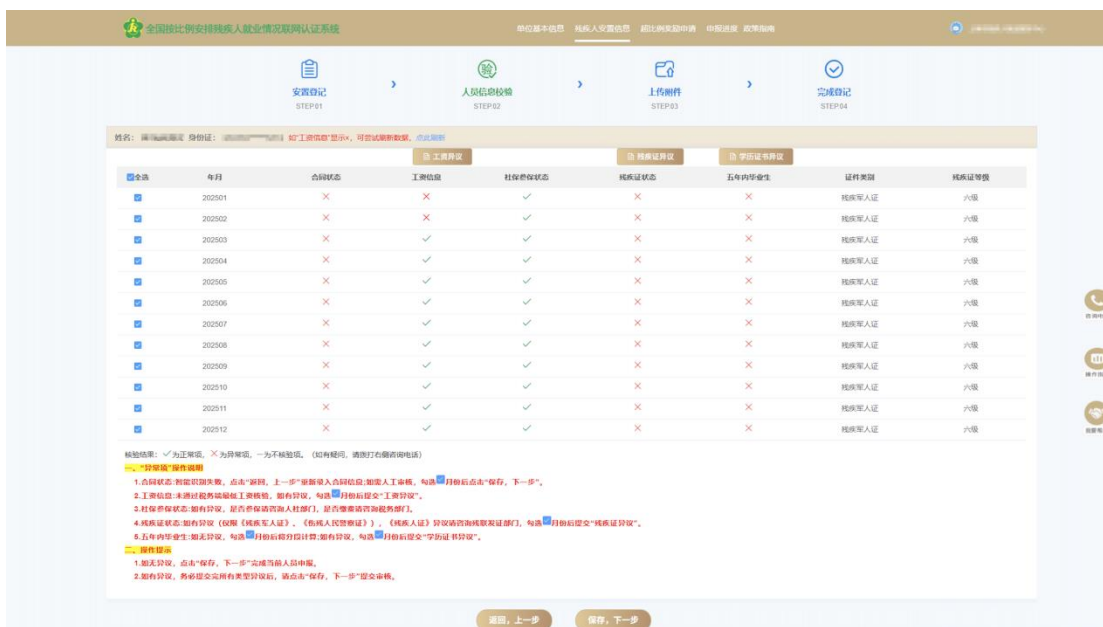 全国按比例安排残疾人就业情况联网认证系统
单位基本信息 残疾人安置信息 超比例奖励申请 申报进度 政策指南
安置登记
STEP01
人员信息校验
STEP02
上传附件
STEP03
完成登记
STEP04
姓名： 身份证： 如"工资信息"显示×，可尝试刷新数据，点此刷新
工资异议 残疾证异议 学历证书异议
全选 年月 合同状态 工资信息 社保参保状态 残疾证状态 五年内毕业生 证件类别 残疾证等级
202501 × × ✓ × × 残疾军人证 六级
202502 × × ✓ × × 残疾军人证 六级
202503 × ✓ ✓ × × 残疾军人证 六级
202504 × ✓ ✓ × × 残疾军人证 六级
202505 × ✓ ✓ × × 残疾军人证 六级
202506 × ✓ ✓ × × 残疾军人证 六级
202507 × ✓ ✓ × × 残疾军人证 六级
202508 × ✓ ✓ × × 残疾军人证 六级
202509 × ✓ ✓ × × 残疾军人证 六级
202510 × ✓ ✓ × × 残疾军人证 六级
202511 × ✓ ✓ × × 残疾军人证 六级
202512 × ✓ ✓ × × 残疾军人证 六级
核验结果：✓为正常项，×为异常项，一为不核验项。（如有疑问，请拨打右侧咨询电话）
一、"异常项"操作说明
1.合同状态:智能识别失败，点击"返回，上一步"重新录入合同信息;如需人工审核，勾选月份后点击"保存，下一步"。
2.工资信息:未通过税务端最低工资核验，如有异议，勾选月份后提交"工资异议"。
3.社保参保状态:如有异议，是否参保请咨询人社部门，是否缴费请咨询税务部门。
4.残疾证状态:如有异议（仅限《残疾军人证》、《伤残人民警察证》），《残疾人证》异议请咨询残联发证部门，勾选月份后提交"残疾证异议"。
5.五年内毕业生:如无异议，勾选月份后将分段计算;如有异议，勾选月份后提交"学历证书异议"。
二、操作提示
1.如无异议，点击"保存，下一步"完成当前人员申报。
2.如有异议，务必提交完所有类型异议后，请点击"保存，下一步"提交审核。
返回，上一步 保存，下一步